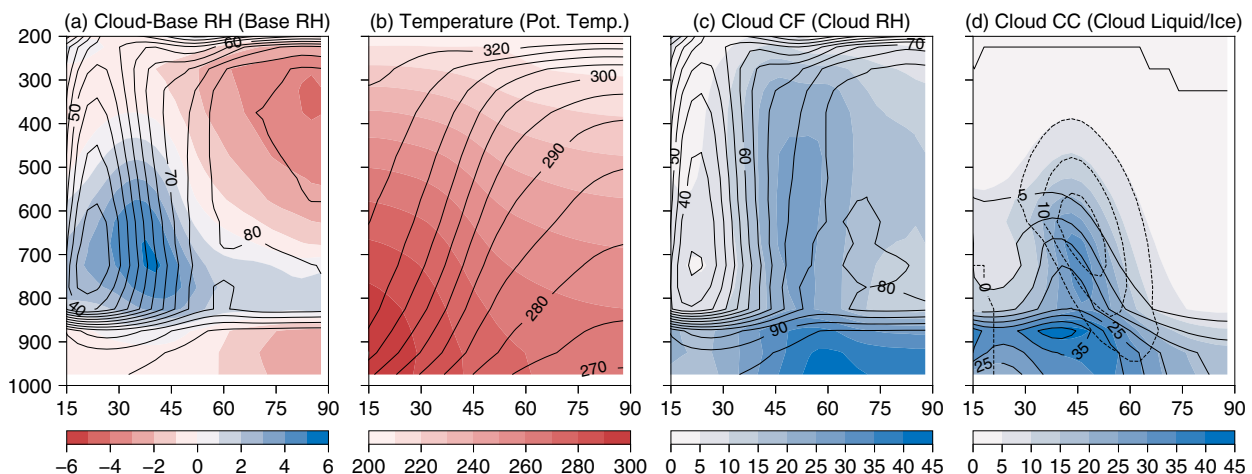 (a) Cloud-Base RH (Base RH)
(b) Temperature (Pot. Temp.)
(c) Cloud CF (Cloud RH)
(d) Cloud CC (Cloud Liquid/Ice)
200
300
400
500
600
700
800
900
1000
60
50
70
80
40
320
300
290
280
270
70
50
60
40
80
90
5
10
0
25
35
25
15 30 45 60 75 90
15 30 45 60 75 90
15 30 45 60 75 90
15 30 45 60 75 90
−6 −4 −2 0 2 4 6
200 220 240 260 280 300
0 5 10 15 20 25 30 35 40 45
0 5 10 15 20 25 30 35 40 45